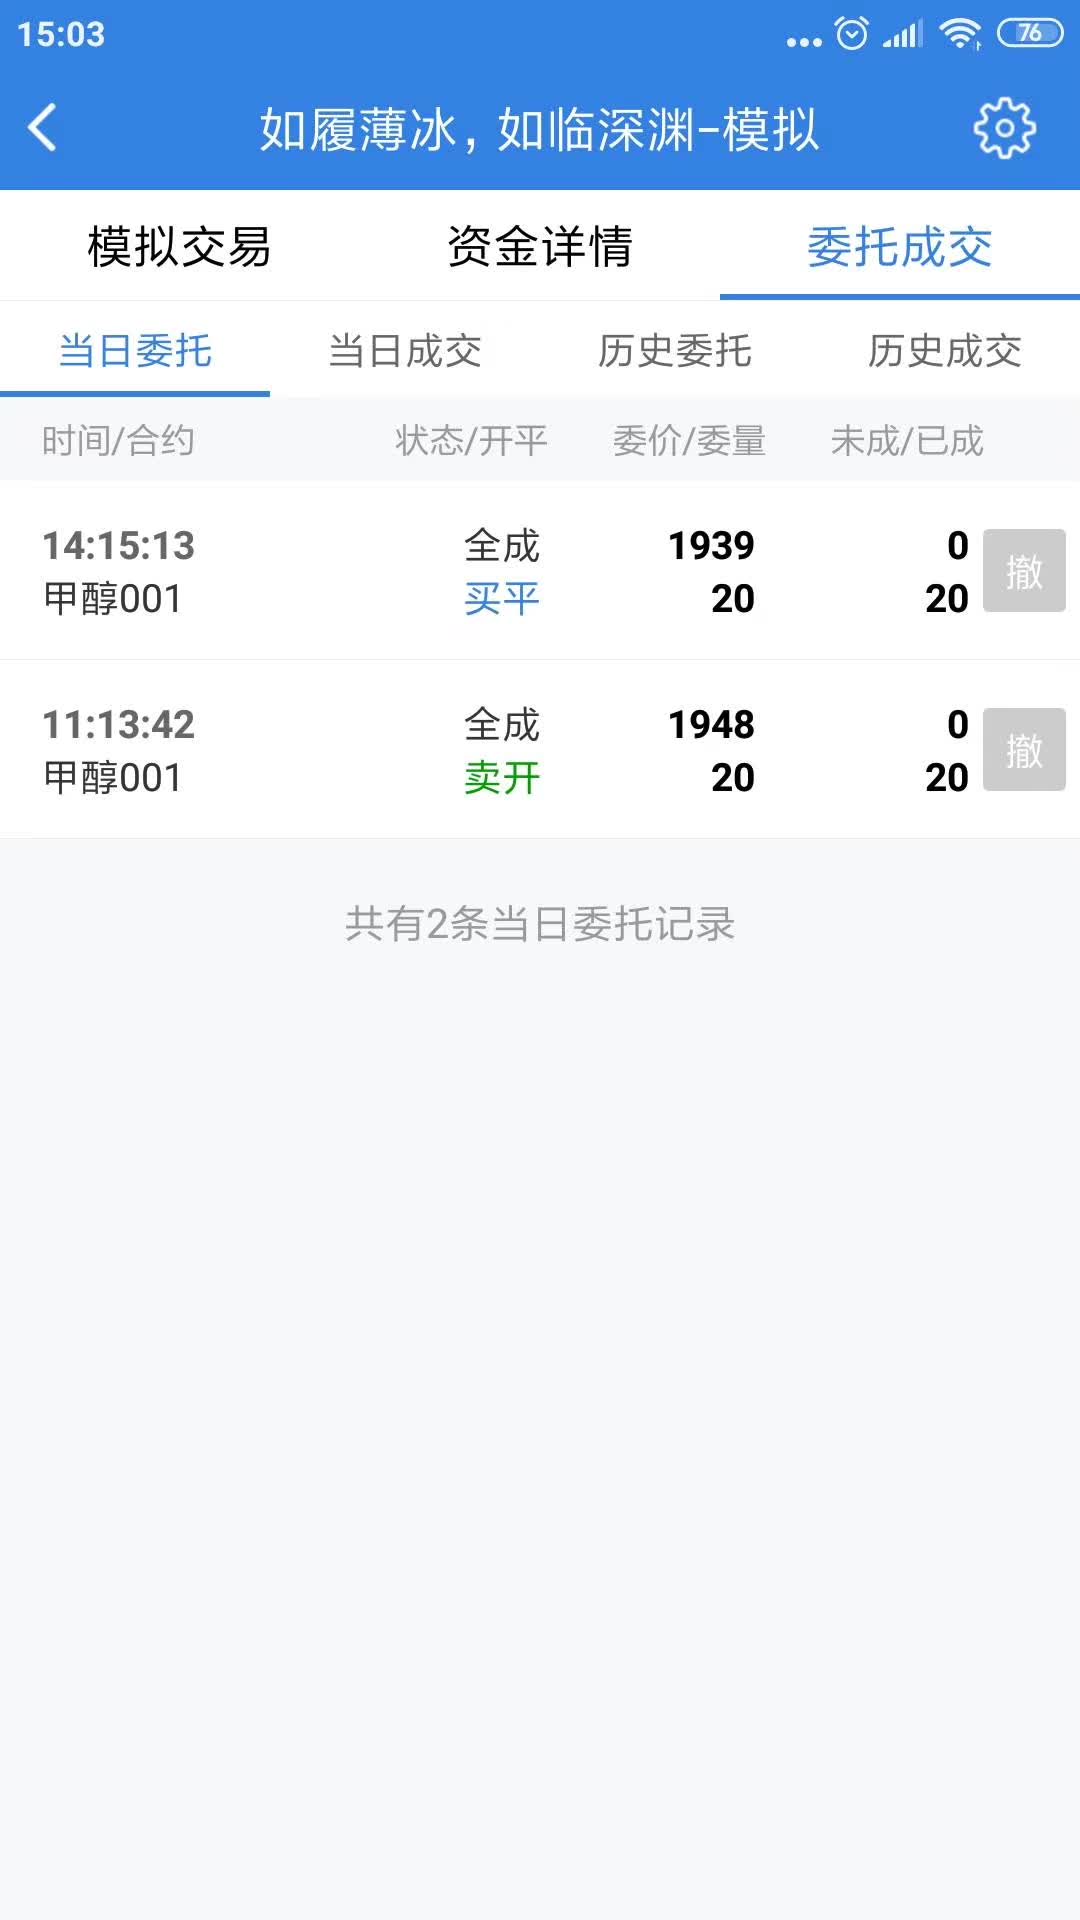 15:03
76
如履薄冰，如临深渊-模拟
模拟交易 资金详情 委托成交
当日委托 当日成交 历史委托 历史成交
时间/合约 状态/开平 委价/委量 未成/已成
14:15:13 全成 1939 0
甲醇001 买平 20 20
撤
11:13:42 全成 1948 0
甲醇001 卖开 20 20
撤
共有2条当日委托记录